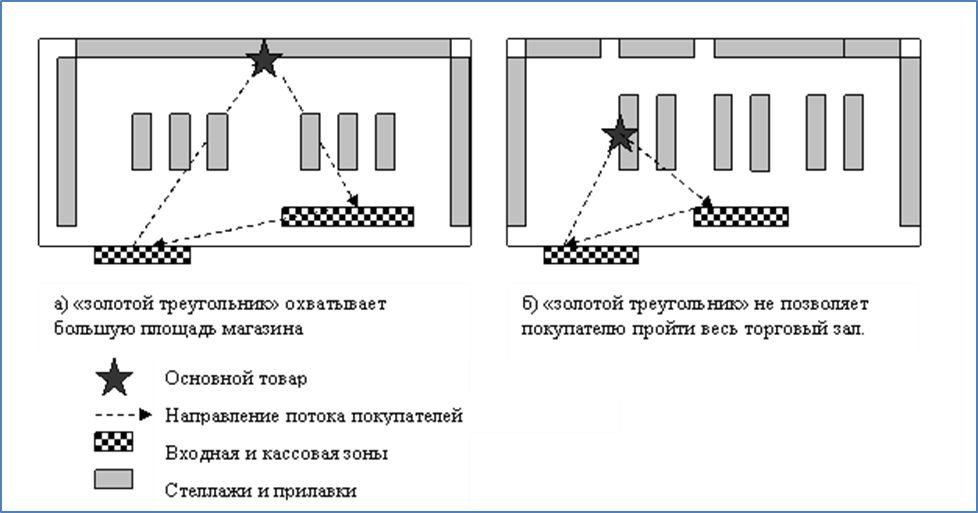 а) «золотой треугольник» охватывает
большую площадь магазина
б) «золотой треугольник» не позволяет
покупателю пройти весь торговый зал.
Основной товар
Направление потока покупателей
Входная и кассовая зоны
Стеллажи и прилавки